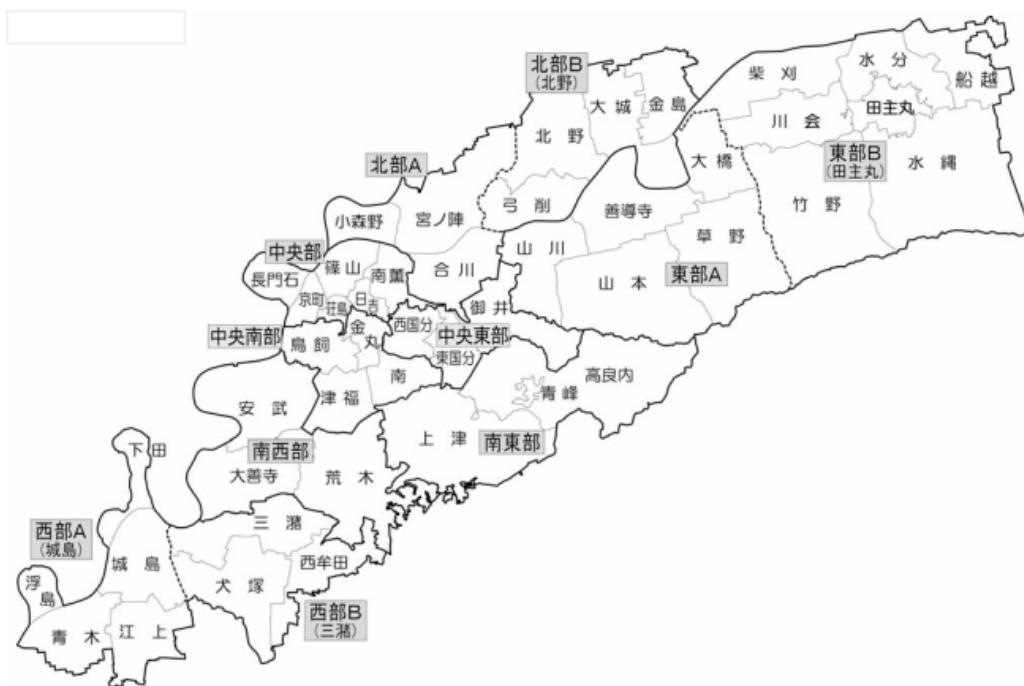 北部B
(北野)
柴刈
水分
船越
大城
金島
田主丸
川会
北野
東部B
(田主丸)
水縄
大橋
北部A
竹野
弓削
善導寺
小森野
宮ノ陣
草野
中央部
山川
篠山
南薫
合川
長門石
東部A
山本
京町
日吉
荘島
御井
金丸
西国分
中央東部
中央南部
鳥飼
東国分
高良内
南
青峰
津福
安武
上津
南東部
下田
南西部
大善寺
荒木
三潴
西部A
(城島)
西牟田
城島
犬塚
浮島
西部B
(三潴)
青木
江上